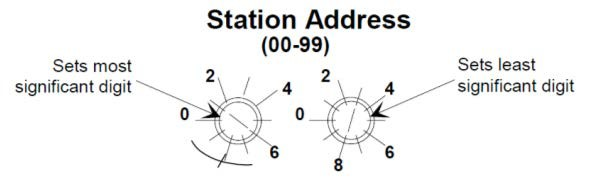 Station Address
(00-99)
Sets most
significant digit
Sets least
significant digit
2
4
0
6
2
4
0
6
8